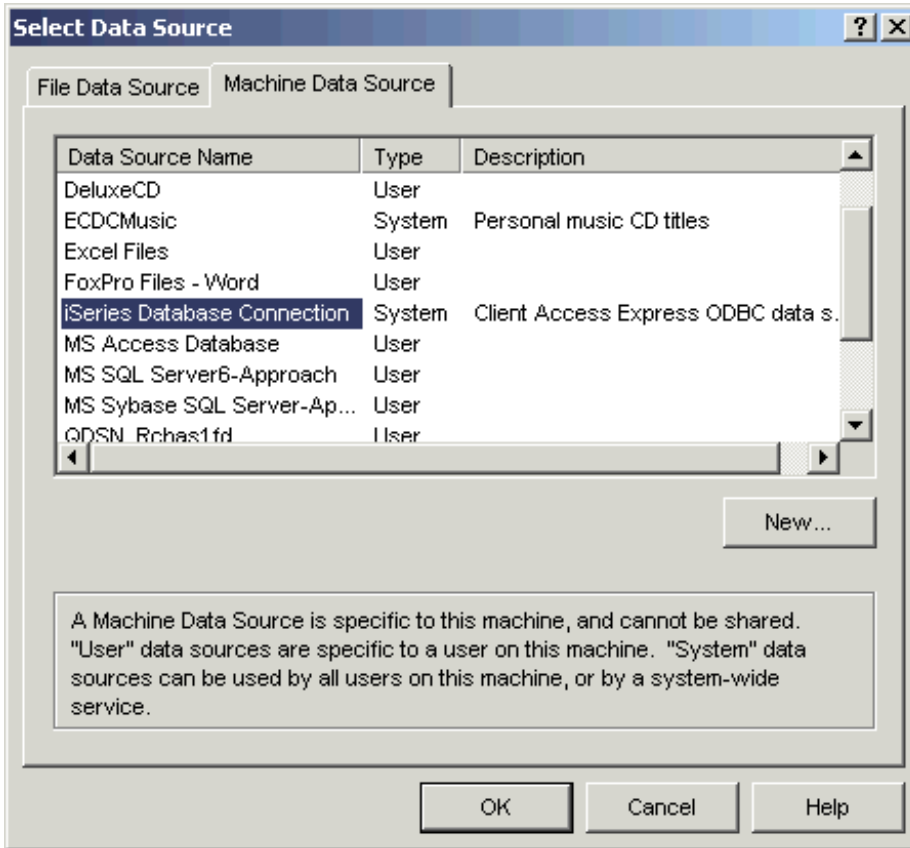 Select Data Source
File Data Source Machine Data Source
Data Source Name Type Description
DeluxeCD User
ECDCMusic System Personal music CD titles
Excel Files User
FoxPro Files - Word User
iSeries Database Connection System Client Access Express ODBC data s.
MS Access Database User
MS SQL Server6-Approach User
MS Sybase SQL Server-Ap... User
QDSN_Rchas1fd User
New...
A Machine Data Source is specific to this machine, and cannot be shared.
"User" data sources are specific to a user on this machine. "System" data
sources can be used by all users on this machine, or by a system-wide
service.
OK Cancel Help